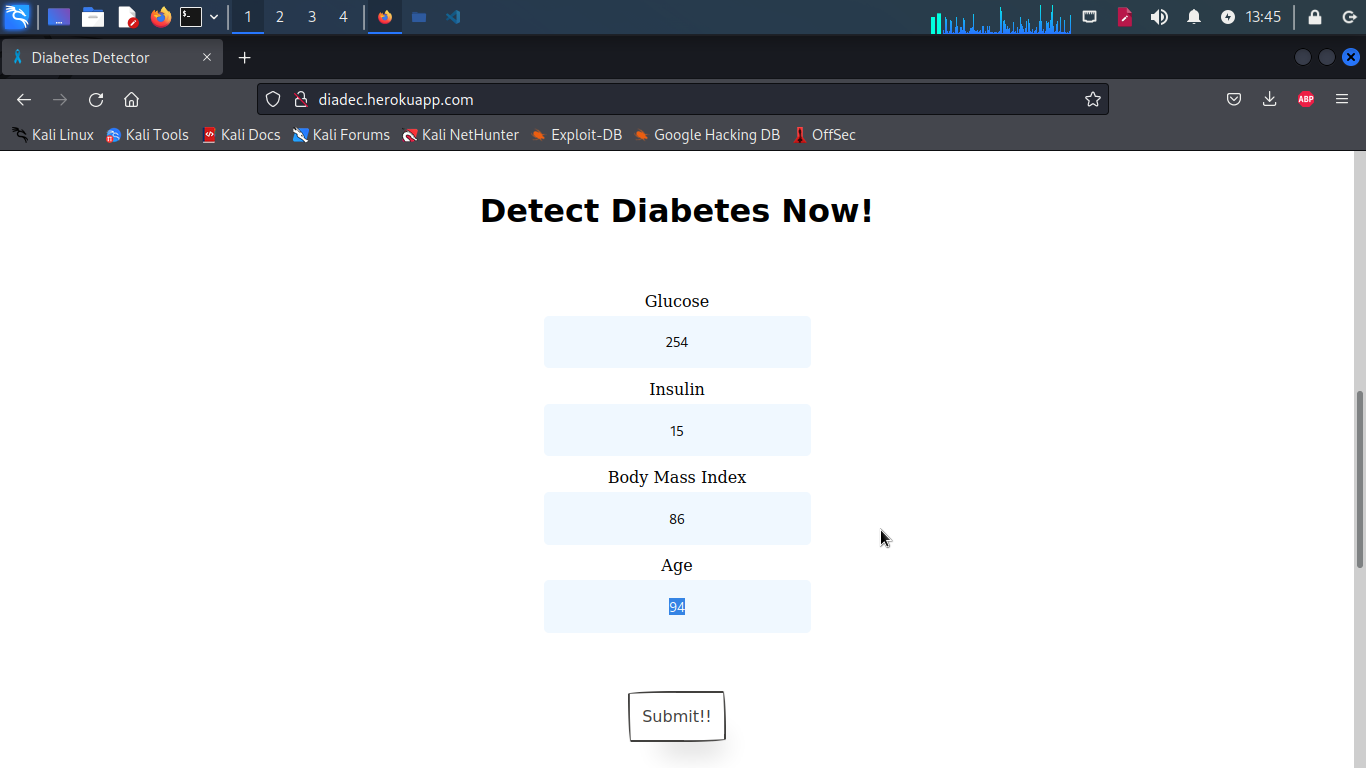 1 2 3 4 13:45
Diabetes Detector
diadec.herokuapp.com ABP
Kali Linux Kali Tools Kali Docs Kali Forums Kali NetHunter Exploit-DB Google Hacking DB OffSec
Detect Diabetes Now!
Glucose
254
Insulin
15
Body Mass Index
86
Age
94
Submit!!